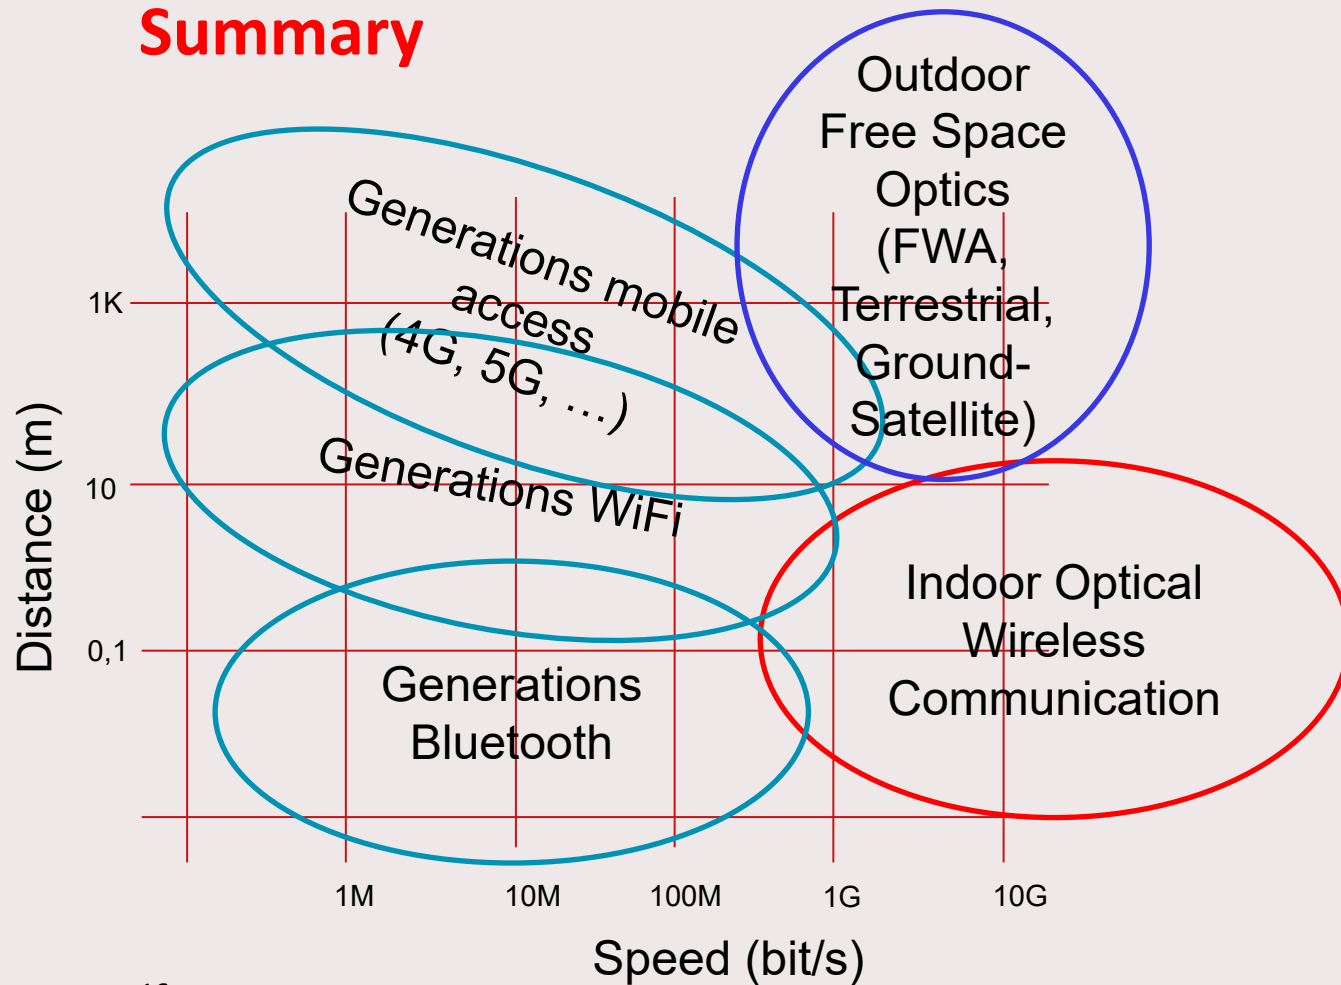 Summary
Outdoor
Free Space
Optics
(FWA,
Terrestrial,
Ground-
Satellite)
Generations mobile
access
(4G, 5G, …)
Generations WiFi
Indoor Optical
Wireless
Communication
Generations
Bluetooth
Distance (m)
1K
10
0,1
1M
10M
100M
1G
10G
Speed (bit/s)